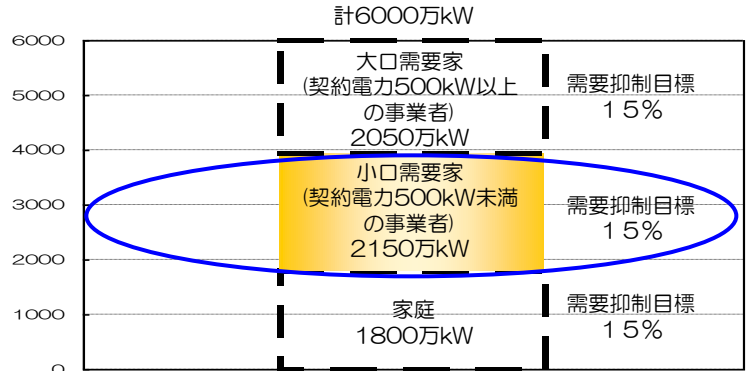 計6000万kW
6000
5000
4000
3000
2000
1000
0
大口需要家
(契約電力500kW以上
の事業者)
2050万kW
需要抑制目標
15%
小口需要家
(契約電力500kW未満
の事業者)
2150万kW
需要抑制目標
15%
家庭
1800万kW
需要抑制目標
15%